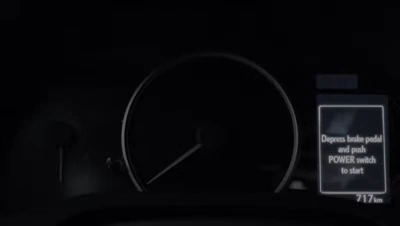 Depress brake pedal
and push
POWER switch
to start
717km